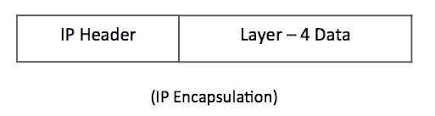 IP Header
Layer – 4 Data
(IP Encapsulation)